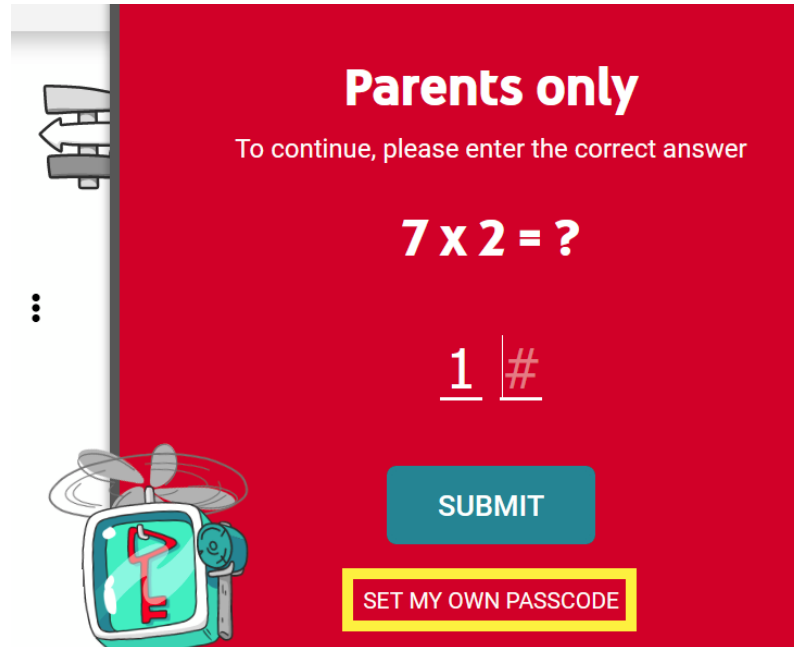 Parents only
To continue, please enter the correct answer
7 x 2 = ?
1 #
SUBMIT
SET MY OWN PASSCODE